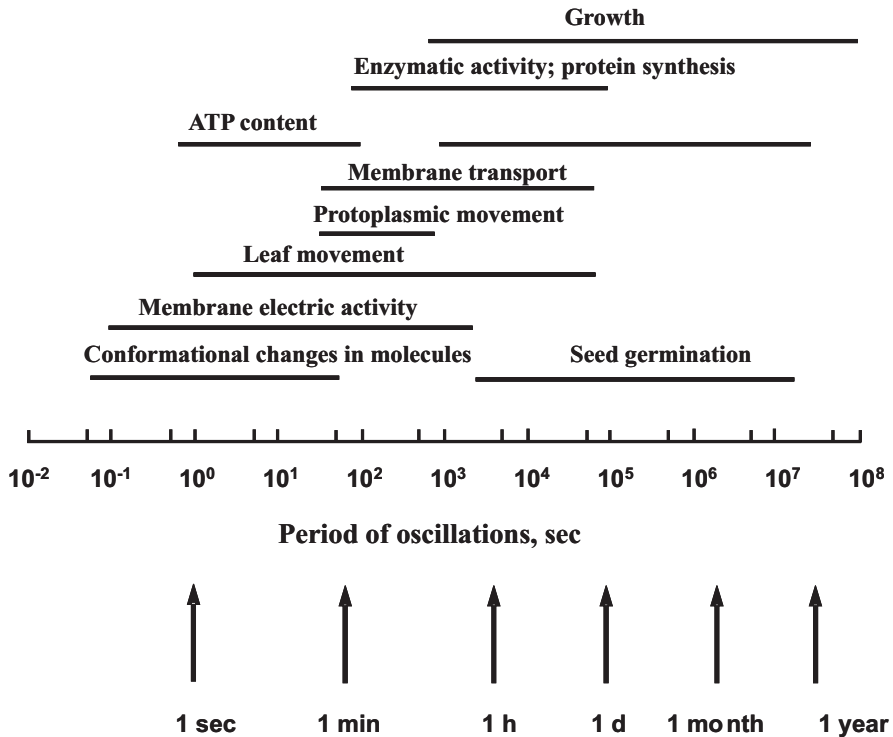 Growth
Enzymatic activity; protein synthesis
ATP content
Membrane transport
Protoplasmic movement
Leaf movement
Membrane electric activity
Conformational changes in molecules Seed germination
10⁻² 10⁻¹ 10⁰ 10¹ 10² 10³ 10⁴ 10⁵ 10⁶ 10⁷ 10⁸
Period of oscillations, sec
1 sec 1 min 1 h 1 d 1 month 1 year